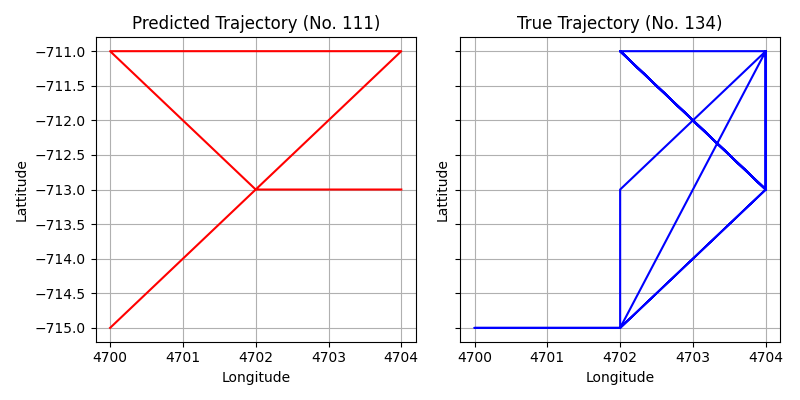 Predicted Trajectory (No. 111)
True Trajectory (No. 134)
−711.0
−711.5
−712.0
−712.5
−713.0
−713.5
−714.0
−714.5
−715.0
Lattitude
Lattitude
4700 4701 4702 4703 4704
4700 4701 4702 4703 4704
Longitude
Longitude